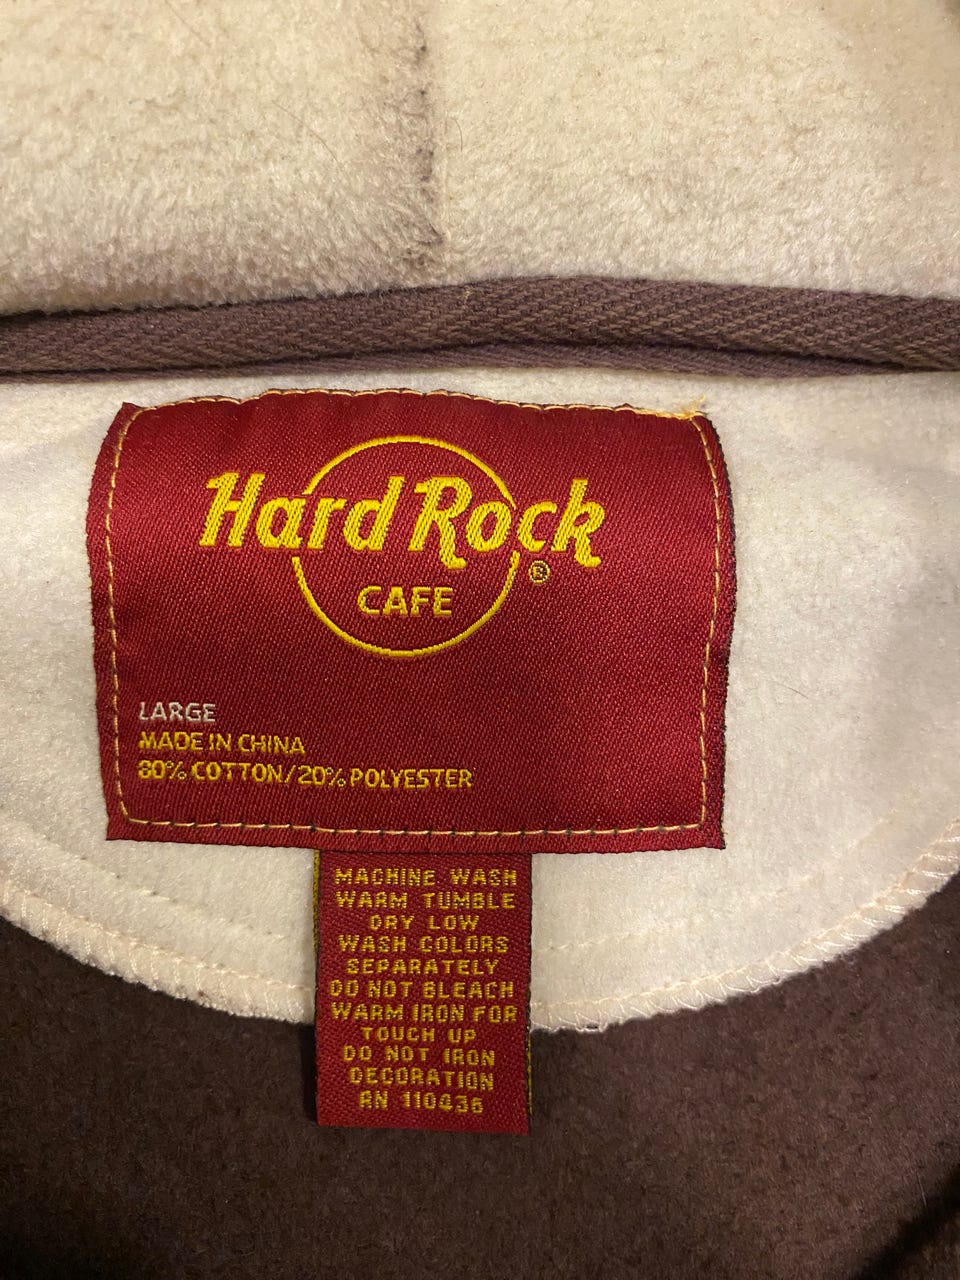 Hard Rock
®
CAFE
LARGE
MADE IN CHINA
80% COTTON/20% POLYESTER
MACHINE WASH
WARM TUMBLE
DRY LOW
WASH COLORS
SEPARATELY
DO NOT BLEACH
WARM IRON FOR
TOUCH UP
DO NOT IRON
DECORATION
RN 110436